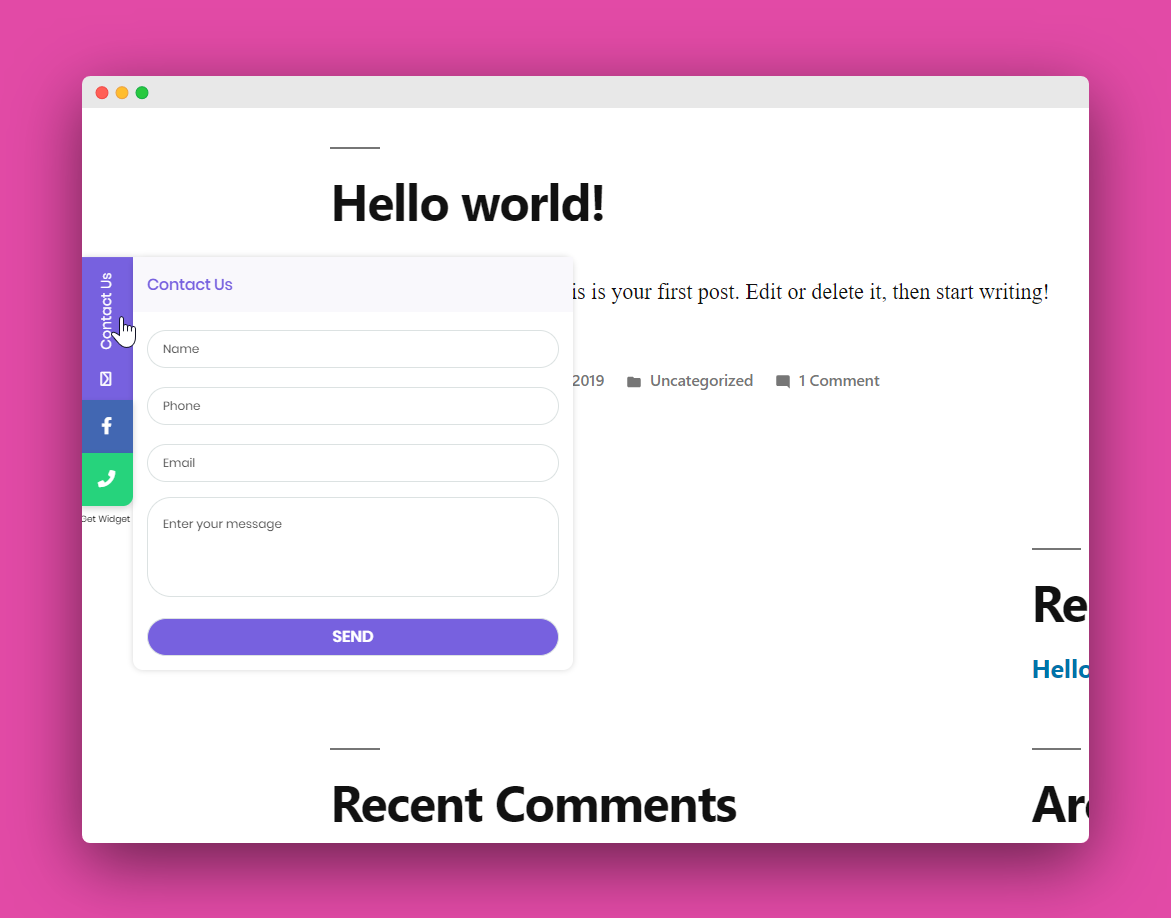 Hello world!
Contact Us
Contact Us
is is your first post. Edit or delete it, then start writing!
Name
2019
Uncategorized
1 Comment
Phone
Email
Get Widget
Enter your message
SEND
Re
Hello
Recent Comments
Arc